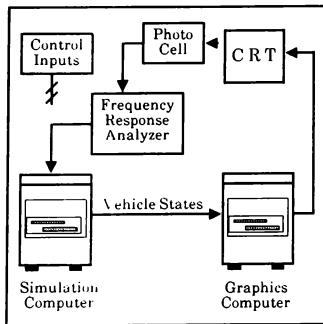 Control
Inputs
Photo
Cell
CRT
Frequency
Response
Analyzer
Vehicle States
Simulation
Computer
Graphics
Computer